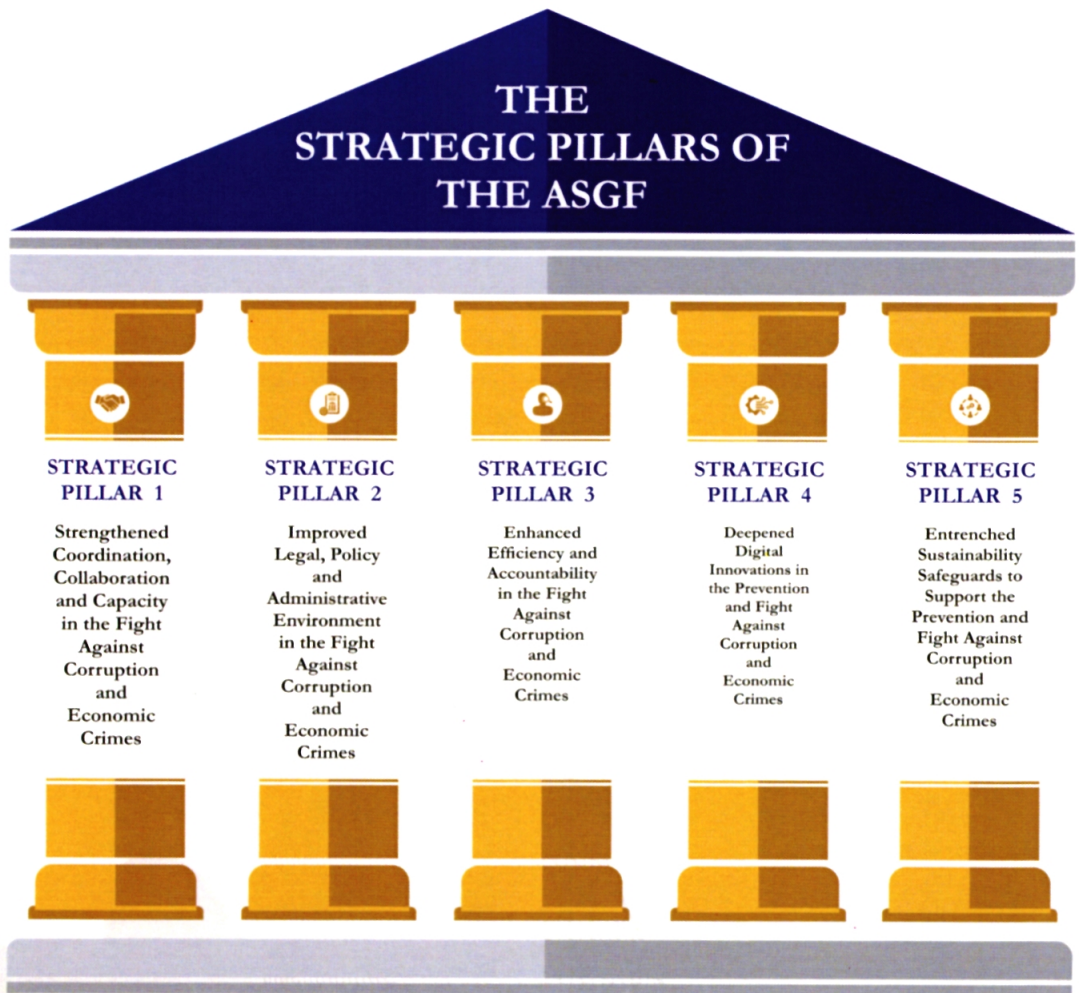 THE
STRATEGIC PILLARS OF
THE ASGF
STRATEGIC
PILLAR 1
Strengthened
Coordination,
Collaboration
and Capacity
in the Fight
Against
Corruption
and
Economic
Crimes
STRATEGIC
PILLAR 2
Improved
Legal, Policy
and
Administrative
Environment
in the Fight
Against
Corruption
and
Economic
Crimes
STRATEGIC
PILLAR 3
Enhanced
Efficiency and
Accountability
in the Fight
Against
Corruption
and
Economic
Crimes
STRATEGIC
PILLAR 4
Deepened
Digital
Innovations in
the Prevention
and Fight
Against
Corruption
and
Economic
Crimes
STRATEGIC
PILLAR 5
Entrenched
Sustainability
Safeguards to
Support the
Prevention and
Fight Against
Corruption
and
Economic
Crimes